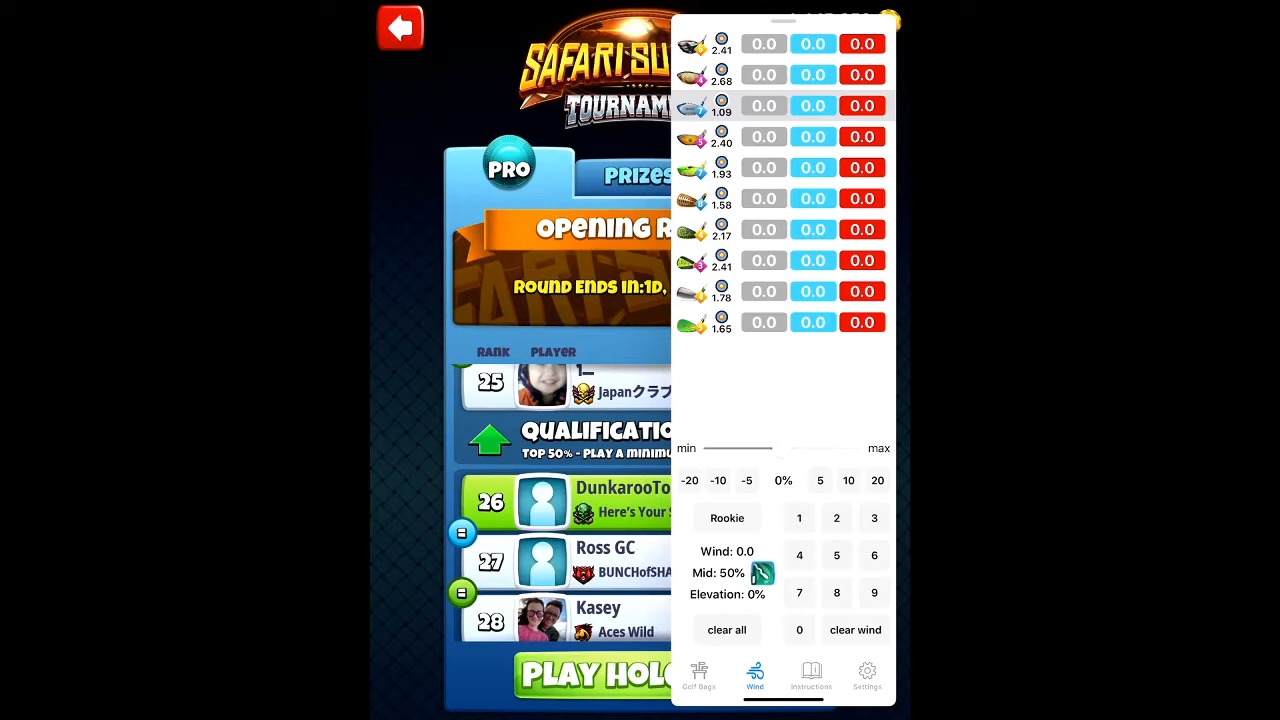 SAFARI SU
TOURNAM
PRO
PRIZES
OPENING R
ROUND ENDS IN:1D,
RANK PLAYER
25
Japanクラブ
QUALIFICATIO
TOP 50% - PLAY A MINIMU
26 DunkarooTo
Here's Your S
27 Ross GC
BUNCHofSHA
28 Kasey
Aces Wild
PLAY HOL
2.41 0.0 0.0 0.0
2.68 0.0 0.0 0.0
1.09 0.0 0.0 0.0
2.40 0.0 0.0 0.0
1.93 0.0 0.0 0.0
1.58 0.0 0.0 0.0
2.17 0.0 0.0 0.0
2.41 0.0 0.0 0.0
1.78 0.0 0.0 0.0
1.65 0.0 0.0 0.0
min max
-20 -10 -5 0% 5 10 20
Rookie 1 2 3
Wind: 0.0
Mid: 50% 4 5 6
Elevation: 0% 7 8 9
clear all 0 clear wind
Golf Bags Wind Instructions Settings